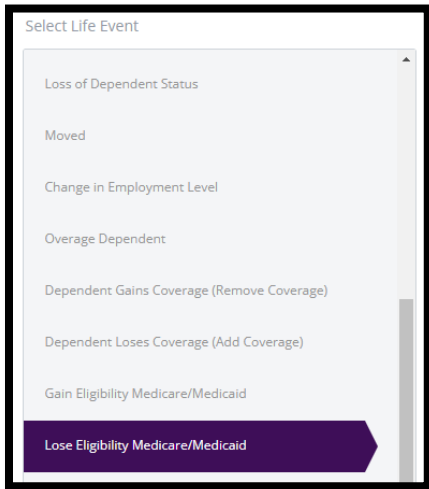 Select Life Event
Loss of Dependent Status
Moved
Change in Employment Level
Overage Dependent
Dependent Gains Coverage (Remove Coverage)
Dependent Loses Coverage (Add Coverage)
Gain Eligibility Medicare/Medicaid
Lose Eligibility Medicare/Medicaid